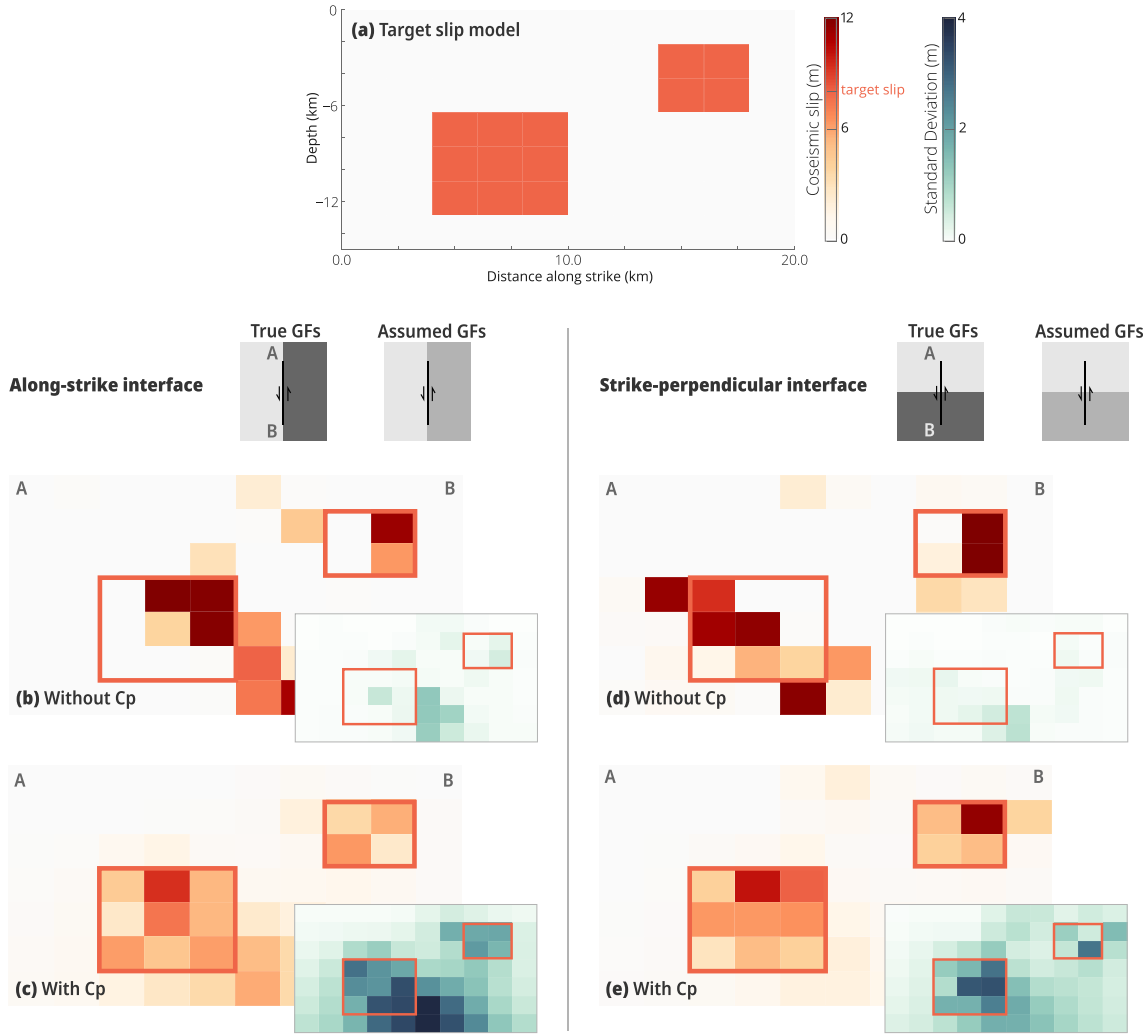 (a) Target slip model
0
−6
−12
Depth (km)
0.0
10.0
20.0
Distance along strike (km)
Coseismic slip (m)
12
target slip
6
0
Standard Deviation (m)
4
2
0
Along-strike interface
True GFs
A
B
Assumed GFs
Strike-perpendicular interface
True GFs
A
B
Assumed GFs
A
B
(b) Without Cp
A
B
(d) Without Cp
A
B
(c) With Cp
A
B
(e) With Cp